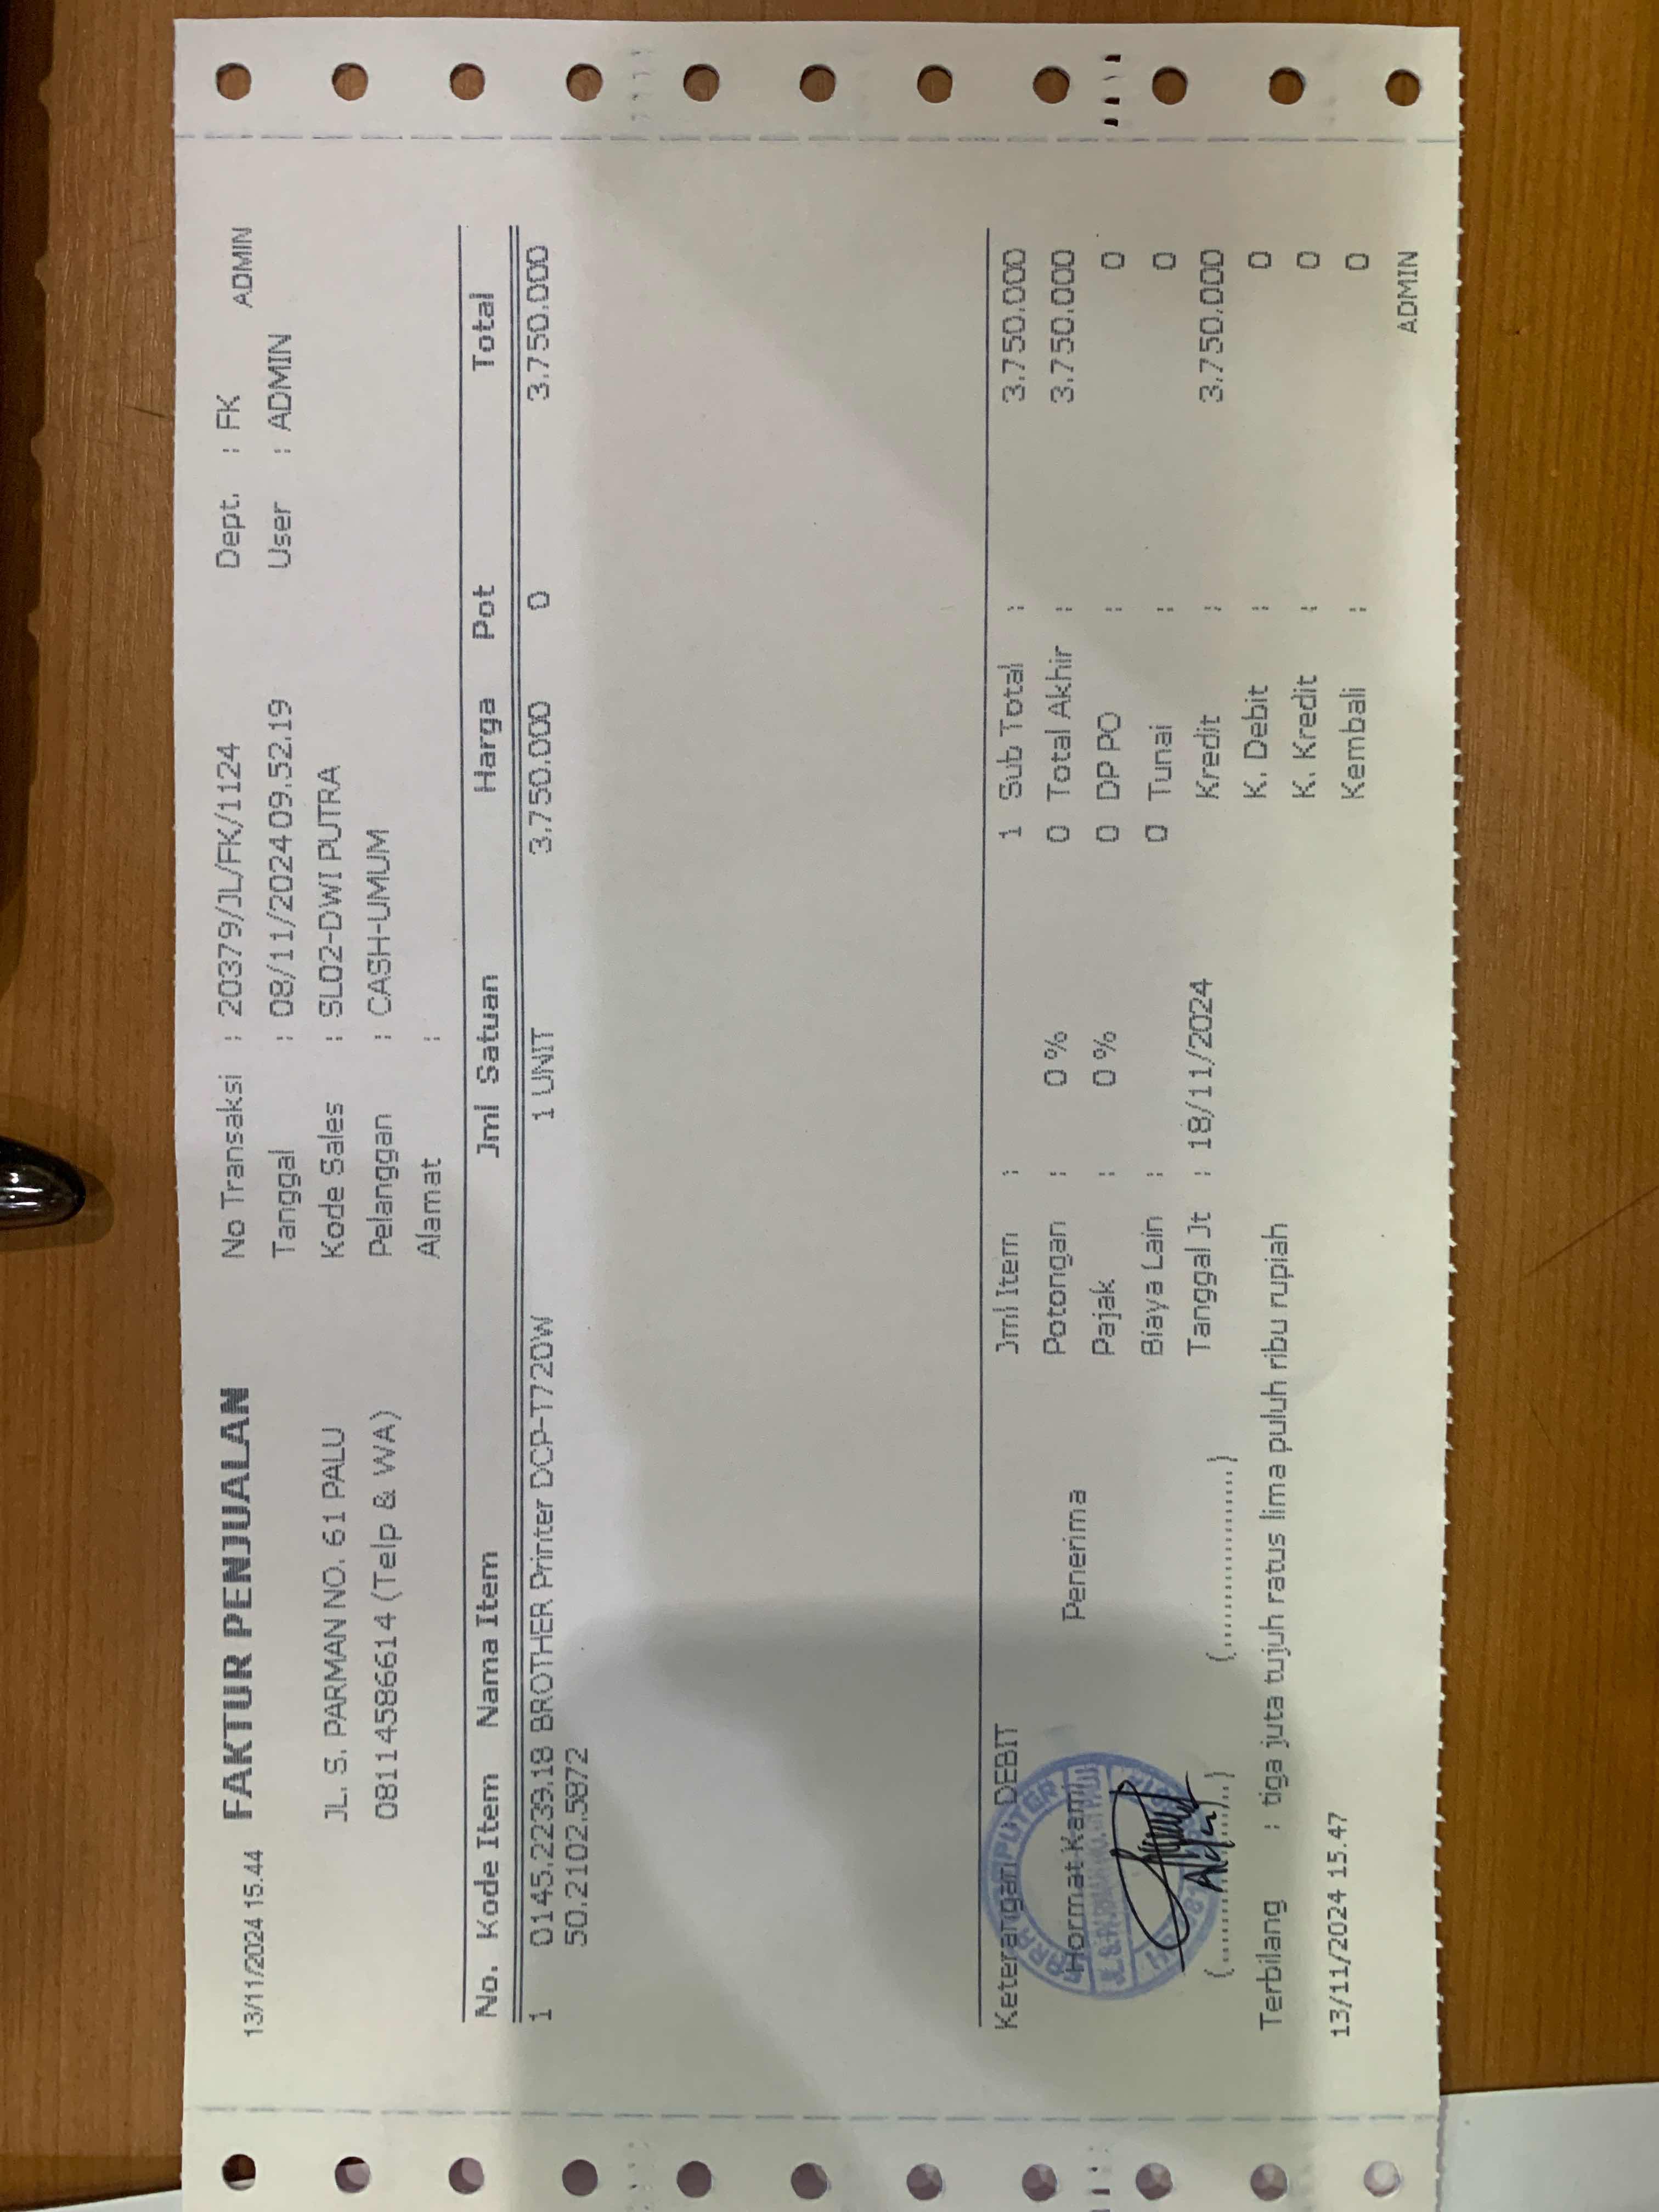 13/11/2024 15.44 FAKTUR PENJUALAN No Transaksi : 20379/JL/FK/1124 Dept. : FK ADMIN
Tanggal : 08/11/2024 09.52.19 User : ADMIN
JL. S. PARMAN NO. 61 PALU Kode Sales : SL02-DWI PUTRA
08114586614 (Telp & WA) Pelanggan : CASH-UMUM
Alamat :
No. Kode Item Nama Item Jml Satuan Harga Pot Total
1 0145.2239.18 BROTHER Printer DCP-T720W 1 UNIT 3.750.000 0 3.750.000
50.2102.5872
Keterangan : DEBIT Jml Item : 1 Sub Total : 3.750.000
Hormat Kami Penerima Potongan : 0 % 0 Total Akhir : 3.750.000
Pajak : 0 % 0 DP PO : 0
Biaya Lain : 0 Tunai : 0
(....................) (....................) Tanggal Jt : 18/11/2024 Kredit : 3.750.000
Terbilang : tiga juta tujuh ratus lima puluh ribu rupiah K. Debit : 0
K. Kredit : 0
13/11/2024 15.47 Kembali : 0
ADMIN